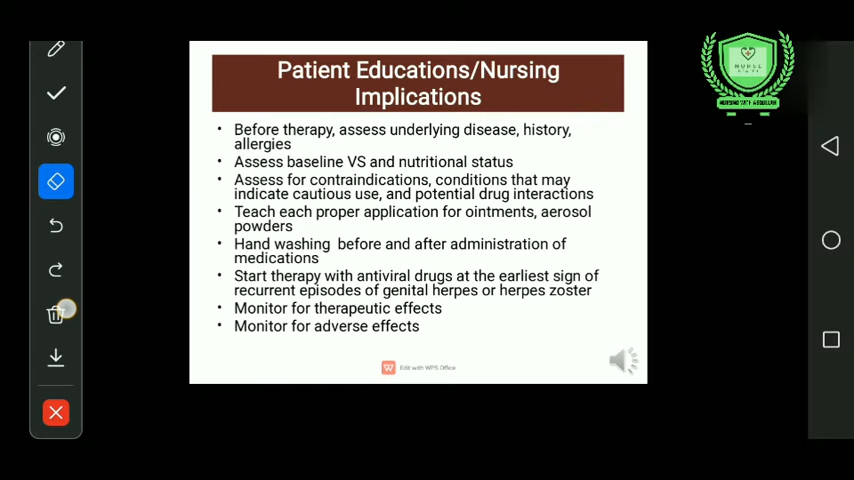 Patient Educations/Nursing
Implications
• Before therapy, assess underlying disease, history,
allergies
• Assess baseline VS and nutritional status
• Assess for contraindications, conditions that may
indicate cautious use, and potential drug interactions
• Teach each proper application for ointments, aerosol
powders
• Hand washing before and after administration of
medications
• Start therapy with antiviral drugs at the earliest sign of
recurrent episodes of genital herpes or herpes zoster
• Monitor for therapeutic effects
• Monitor for adverse effects
Edit with WPS Office
NURSE
NURSING WITH ABDULLAH